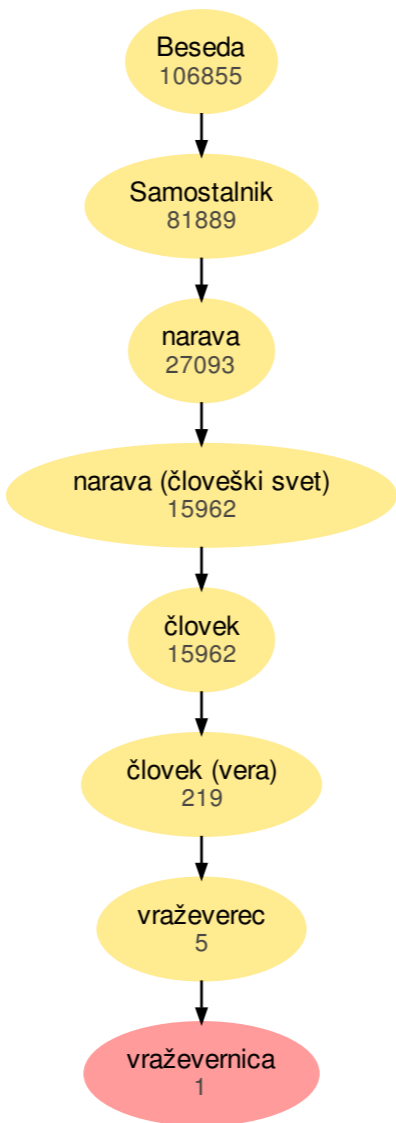 Beseda
106855
Samostalnik
81889
narava
27093
narava (človeški svet)
15962
človek
15962
človek (vera)
219
vraževerec
5
vraževernica
1